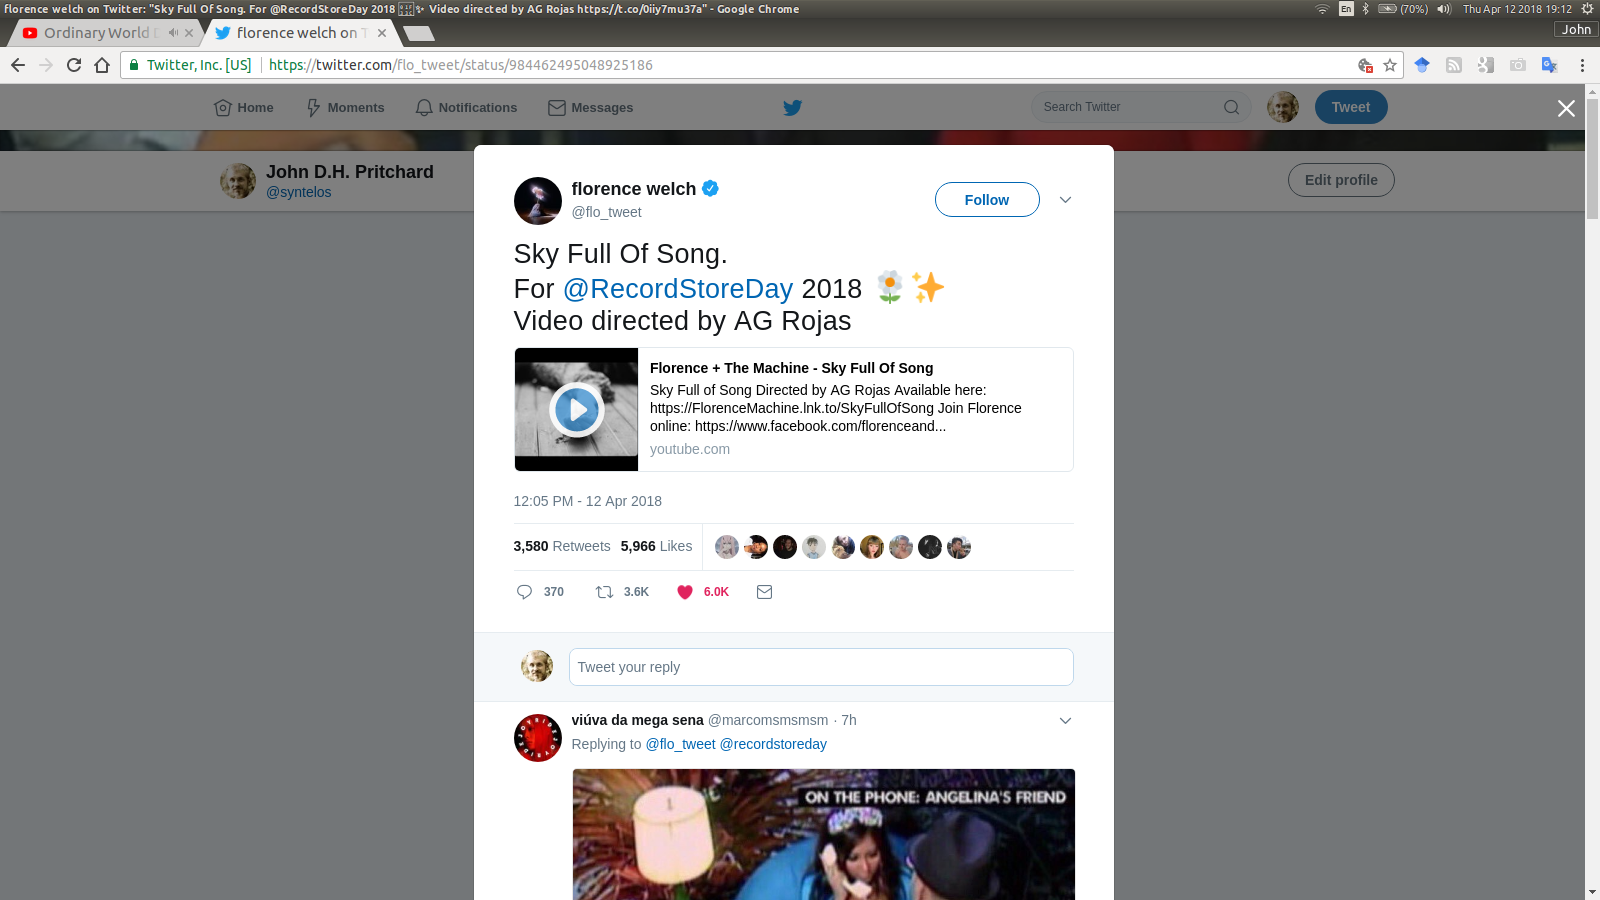 florence welch on Twitter: "Sky Full Of Song. For @RecordStoreDay 2018 ✨ Video directed by AG Rojas https://t.co/0iiy7mu37a" - Google Chrome
En (70%) Thu Apr 12 2018 19:12
Ordinary World
florence welch on T
John
Twitter, Inc. [US] https://twitter.com/flo_tweet/status/984462495048925186
Home Moments Notifications Messages
Search Twitter
Tweet
John D.H. Pritchard
@syntelos
Edit profile
florence welch
@flo_tweet
Follow
Sky Full Of Song.
For @RecordStoreDay 2018 🌼✨
Video directed by AG Rojas
Florence + The Machine - Sky Full Of Song
Sky Full of Song Directed by AG Rojas Available here:
https://FlorenceMachine.lnk.to/SkyFullOfSong Join Florence
online: https://www.facebook.com/florenceand...
youtube.com
12:05 PM - 12 Apr 2018
3,580 Retweets 5,966 Likes
370 3.6K 6.0K
Tweet your reply
viúva da mega sena @marcomsmsmsm · 7h
Replying to @flo_tweet @recordstoreday
ON THE PHONE: ANGELINA'S FRIEND